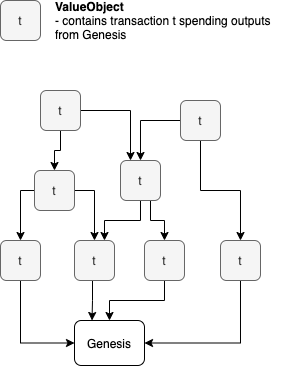 t
ValueObject
- contains transaction t spending outputs
from Genesis
t
t
t
t
t
t
t
t
Genesis